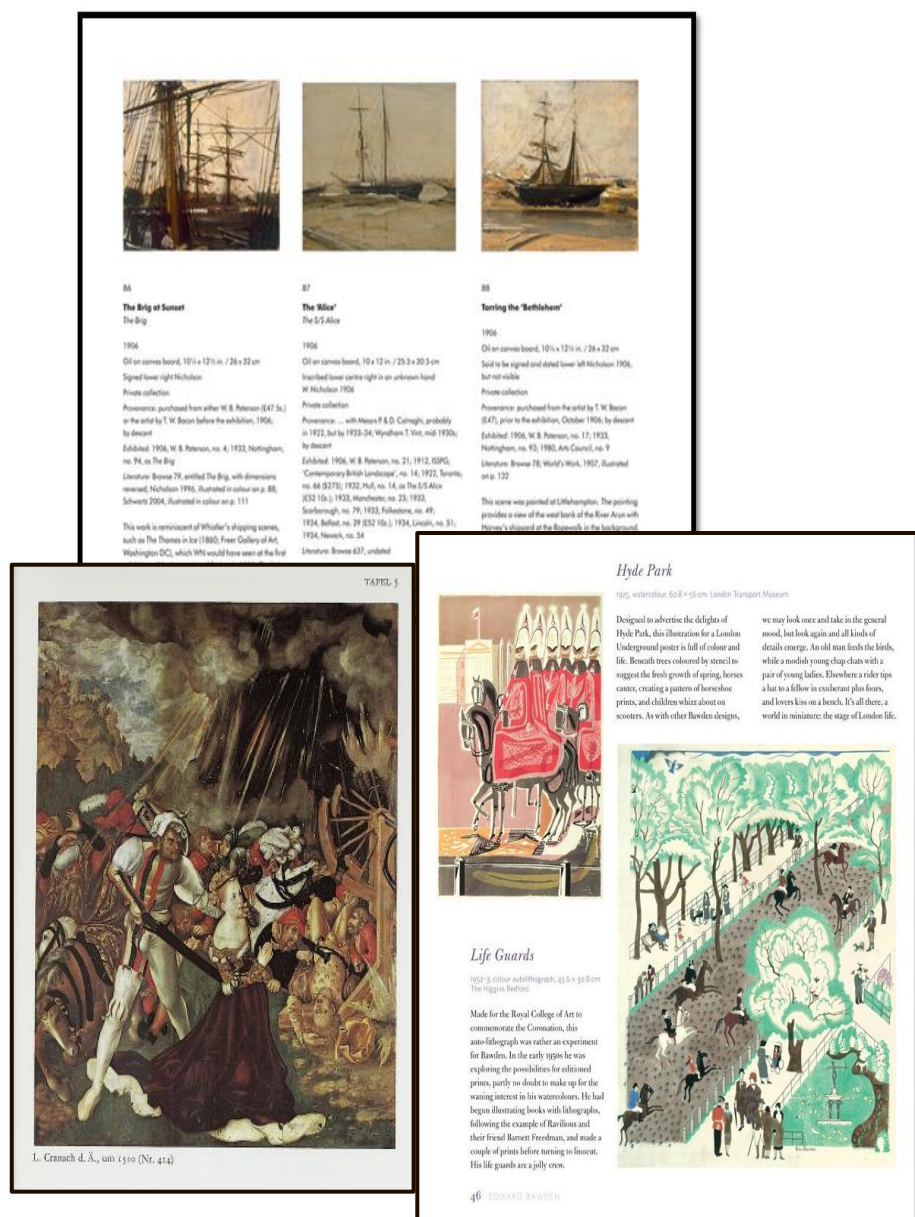 86
The Brig at Sunset
The Brig
1906
Oil on canvas board, 10¼ x 12½ in. / 26 x 32 cm
Signed lower right Nicholson
Private collection
Provenance: purchased from either W. B. Paterson (£47 5s.)
or the artist by T. W. Bacon before the exhibition, 1906;
by descent
Exhibited: 1906, W. B. Paterson, no. 4; 1933, Nottingham,
no. 94, as The Brig
Literature: Browse 79, entitled The Brig, with dimensions
reversed; Nicholson 1996, illustrated in colour on p. 88;
Schwartz 2004, illustrated in colour on p. 111
This work is reminiscent of Whistler's shipping scenes,
such as The Thames in Ice (1860; Freer Gallery of Art,
Washington DC), which WN would have seen at the first
87
The 'Alice'
The S/S Alice
1906
Oil on canvas board, 10 x 12 in. / 25.5 x 30.5 cm
Inscribed lower centre right in an unknown hand
W. Nicholson 1906
Private collection
Provenance: ... with Messrs P. & D. Colnaghi, probably
in 1922, but by 1933–34; Wyndham T. Vint, mid-1930s;
by descent
Exhibited: 1906, W. B. Paterson, no. 21; 1912, ISSPG,
'Contemporary British Landscape', no. 14; 1922, Toronto,
no. 66 ($275); 1932, Hull, no. 14, as The S/S Alice
(£52 10s.); 1933, Manchester, no. 23; 1933,
Scarborough, no. 79; 1933, Folkestone, no. 49;
1934, Belfast, no. 29 (£52 10s.); 1934, Lincoln, no. 51;
1934, Newark, no. 54
Literature: Browse 637, undated
88
Tarring the 'Bethlehem'
1906
Oil on canvas board, 10¼ x 12½ in. / 26 x 32 cm
Said to be signed and dated lower left Nicholson 1906,
but not visible
Private collection
Provenance: purchased from the artist by T. W. Bacon
(£47), prior to the exhibition, October 1906; by descent
Exhibited: 1906, W. B. Paterson, no. 17; 1933,
Nottingham, no. 93; 1980, Arts Council, no. 9
Literature: Browse 78; World's Work, 1907, illustrated
on p. 132
This scene was painted at Littlehampton. The painting
provides a view of the west bank of the River Arun with
Harvey's shipyard at the Ropewalk in the background.
TAFEL 5
L. Cranach d. Ä., um 1510 (Nr. 414)
Hyde Park
1925, watercolour, 60.8 × 56 cm. London Transport Museum
Designed to advertise the delights of
Hyde Park, this illustration for a London
Underground poster is full of colour and
life. Beneath trees coloured by stencil to
suggest the fresh growth of spring, horses
canter, creating a pattern of horseshoe
prints, and children whizz about on
scooters. As with other Bawden designs,
we may look once and take in the general
mood, but look again and all kinds of
details emerge. An old man feeds the birds,
while a modish young chap chats with a
pair of young ladies. Elsewhere a rider tips
a hat to a fellow in exuberant plus fours,
and lovers kiss on a bench. It's all there, a
world in miniature: the stage of London life.
Life Guards
1952–3, colour autolithograph, 43.6 × 30.8 cm
The Higgins Bedford
Made for the Royal College of Art to
commemorate the Coronation, this
auto-lithograph was rather an experiment
for Bawden. In the early 1950s he was
exploring the possibilities for editioned
prints, partly no doubt to make up for the
waning interest in his watercolours. He had
begun illustrating books with lithographs,
following the example of Ravilious and
their friend Barnett Freedman, and made a
couple of prints before turning to linocut.
His life guards are a jolly crew.
46 EDWARD BAWDEN